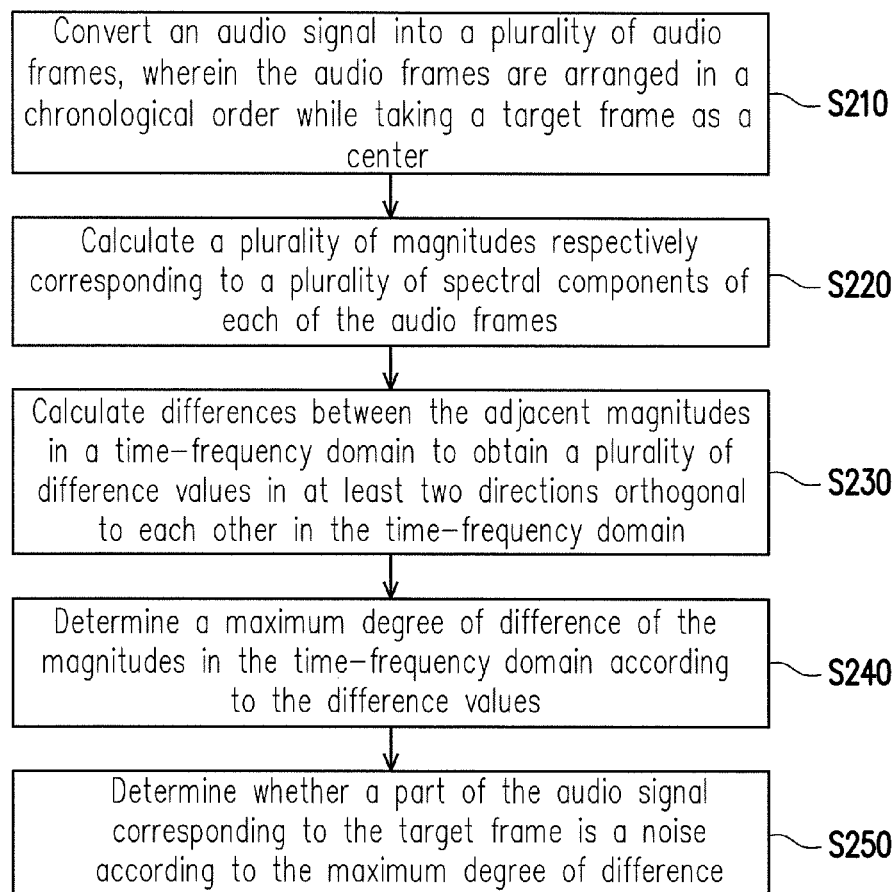 Convert an audio signal into a plurality of audio
frames, wherein the audio frames are arranged in a
chronological order while taking a target frame as a
center
S210
Calculate a plurality of magnitudes respectively
corresponding to a plurality of spectral components of
each of the audio frames
S220
Calculate differences between the adjacent magnitudes
in a time-frequency domain to obtain a plurality of
difference values in at least two directions orthogonal
to each other in the time-frequency domain
S230
Determine a maximum degree of difference of the
magnitudes in the time-frequency domain according
to the difference values
S240
Determine whether a part of the audio signal
corresponding to the target frame is a noise
according to the maximum degree of difference
S250